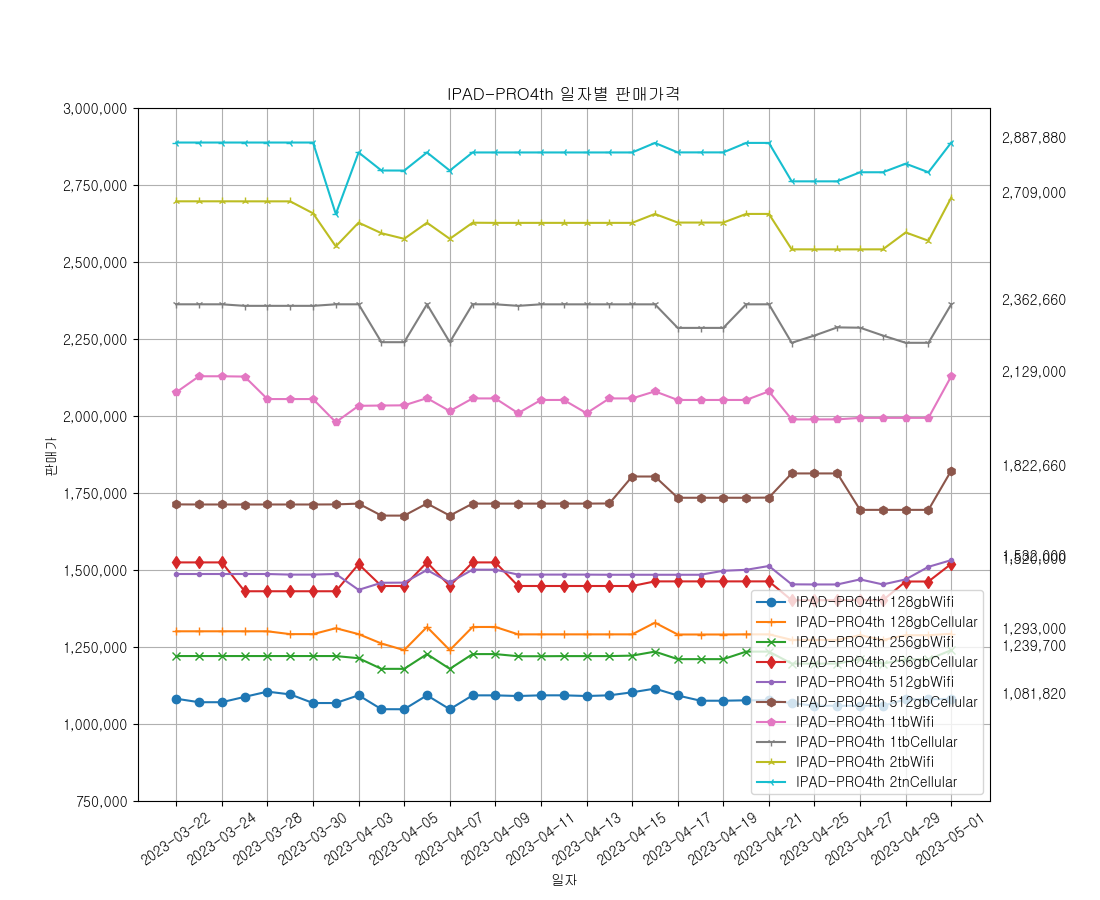 IPAD-PRO4th 일자별 판매가격
3,000,000
2,750,000
2,500,000
2,250,000
2,000,000
1,750,000
1,500,000
1,250,000
1,000,000
750,000
판매가
2,887,880
2,709,000
2,362,660
2,129,000
1,822,660
1,293,000
1,239,700
1,081,820
IPAD-PRO4th 128gbWifi
IPAD-PRO4th 128gbCellular
IPAD-PRO4th 256gbWifi
IPAD-PRO4th 256gbCellular
IPAD-PRO4th 512gbWifi
IPAD-PRO4th 512gbCellular
IPAD-PRO4th 1tbWifi
IPAD-PRO4th 1tbCellular
IPAD-PRO4th 2tbWifi
IPAD-PRO4th 2tnCellular
2023-03-22
2023-03-24
2023-03-28
2023-03-30
2023-04-03
2023-04-05
2023-04-07
2023-04-09
2023-04-11
2023-04-13
2023-04-15
2023-04-17
2023-04-19
2023-04-21
2023-04-25
2023-04-27
2023-04-29
2023-05-01
일자